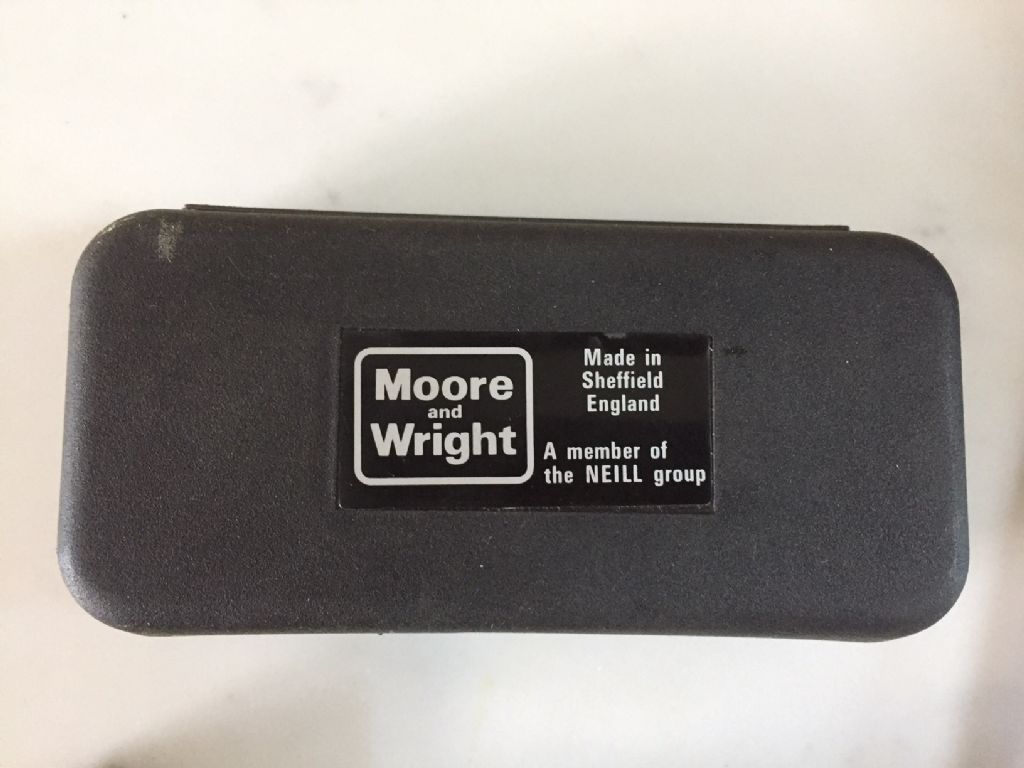 Moore
and
Wright
Made in
Sheffield
England
A member of
the NEILL group